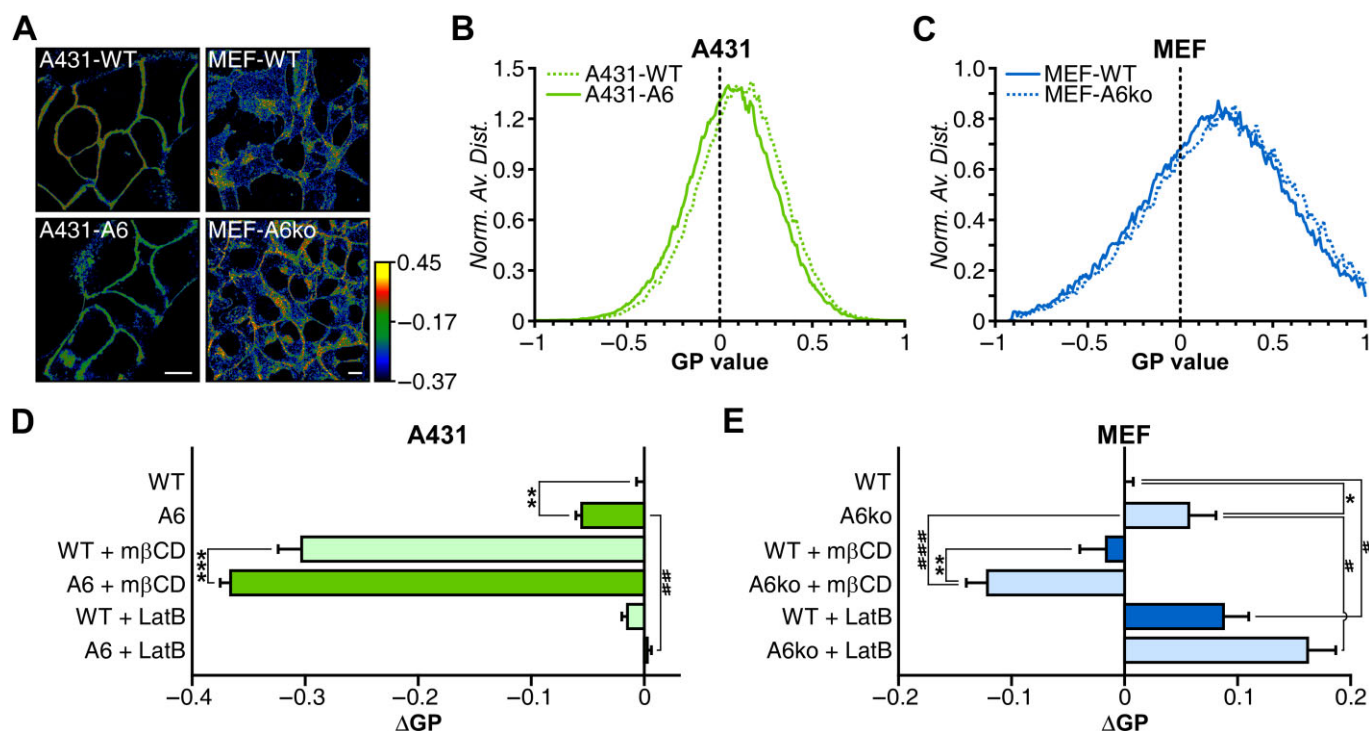 A
A431-WT
MEF-WT
A431-A6
MEF-A6ko
0.45
−0.17
−0.37
B
A431
A431-WT
A431-A6
1.5
1.2
0.9
0.6
0.3
0
Norm. Av. Dist.
−1
−0.5
0
0.5
1
GP value
C
MEF
MEF-WT
MEF-A6ko
1.0
0.8
0.6
0.4
0.2
0
Norm. Av. Dist.
−1
−0.5
0
0.5
1
GP value
D
A431
WT
A6
WT + mβCD
A6 + mβCD
WT + LatB
A6 + LatB
**
***
##
−0.4
−0.3
−0.2
−0.1
0
ΔGP
E
MEF
WT
A6ko
WT + mβCD
A6ko + mβCD
WT + LatB
A6ko + LatB
###
**
*
#
#
−0.2
−0.1
0
0.1
0.2
ΔGP